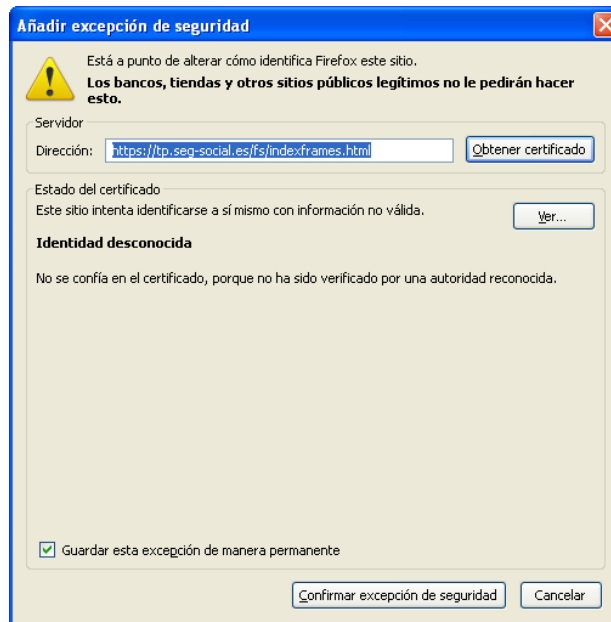 Añadir excepción de seguridad
Está a punto de alterar cómo identifica Firefox este sitio.
Los bancos, tiendas y otros sitios públicos legítimos no le pedirán hacer
esto.
Servidor
Dirección: https://tp.seg-social.es/fs/indexframes.html Obtener certificado
Estado del certificado
Este sitio intenta identificarse a sí mismo con información no válida. Ver...
Identidad desconocida
No se confía en el certificado, porque no ha sido verificado por una autoridad reconocida.
Guardar esta excepción de manera permanente
Confirmar excepción de seguridad Cancelar